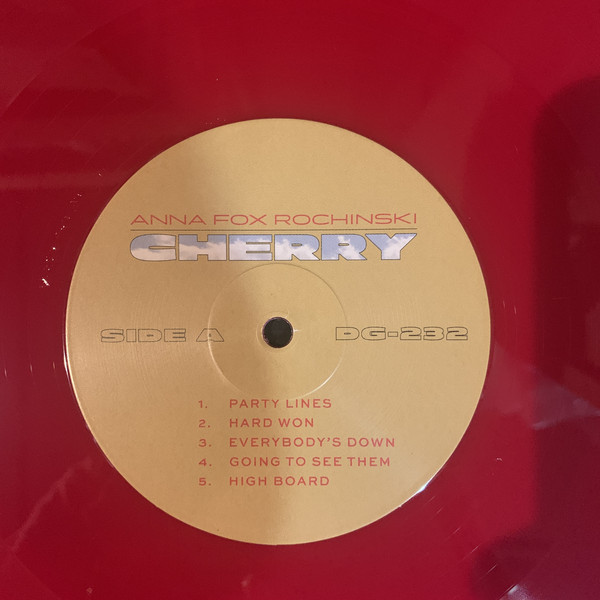 ANNA FOX ROCHINSKI
CHERRY
SIDE A DG-232
1. PARTY LINES
2. HARD WON
3. EVERYBODY'S DOWN
4. GOING TO SEE THEM
5. HIGH BOARD